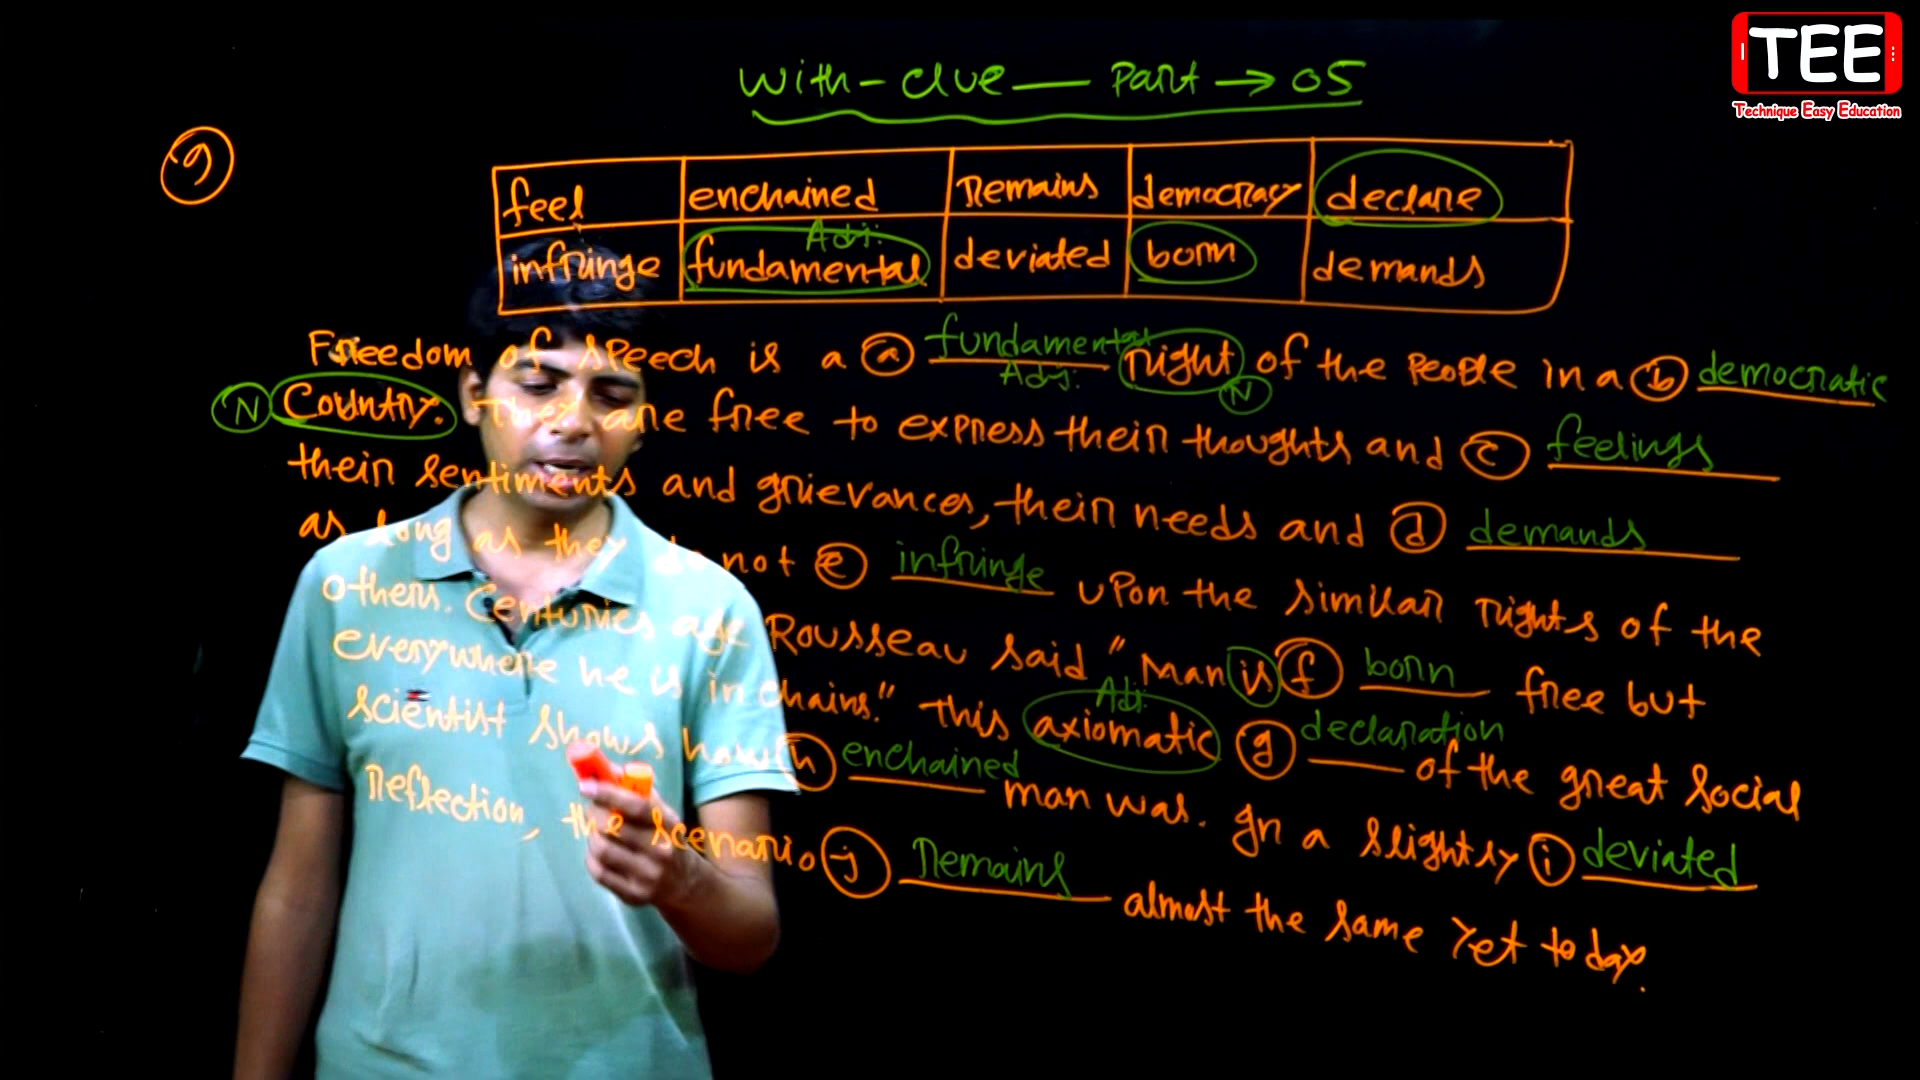 With-clue — Part → 05
TEE
Technique Easy Education
9
feel enchained Remains democracy declare
Adj:
infringe fundamental deviated born demands
Freedom of speech is a (a) fundamental right of the people in a (b) democratic
Adj: N
N Country. They are free to express their thoughts and (c) feelings
their sentiments and grievances, their needs and (d) demands
as long as they do not (e) infringe upon the similar rights of the
others. Centuries ago Rousseau said "Man is (f) born free but
everywhere he is in chains." This axiomatic (g) declaration of the great social
Adj:
scientist shows how (h) enchained man was. In a slightly (i) deviated
Reflection, the scenario (j) Remains almost the same yet today.